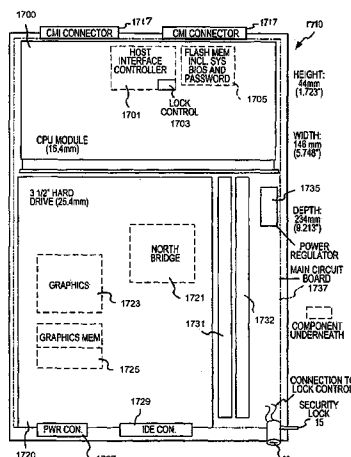 1717
1717
CMI CONNECTOR
CMI CONNECTOR
1700
1710
HOST
INTERFACE
CONTROLLER
FLASH MEM
INCL. SYS
BIOS AND
PASSWORD
1701
LOCK
CONTROL
1703
1705
HEIGHT:
44mm
(1.723")
CPU MODULE
(15.4mm)
WIDTH:
146 mm
(5.748")
1735
3 1/2" HARD
DRIVE (25.4mm)
DEPTH:
234mm
(9.213")
POWER
REGULATOR
NORTH
BRIDGE
MAIN CIRCUIT
BOARD
GRAPHICS
1721
1737
1723
1731
1732
COMPONENT
UNDERNEATH
GRAPHICS MEM
1725
1729
CONNECTION TO
LOCK CONTROL
SECURITY
LOCK
15
PWR CON.
IDE CON.
1720